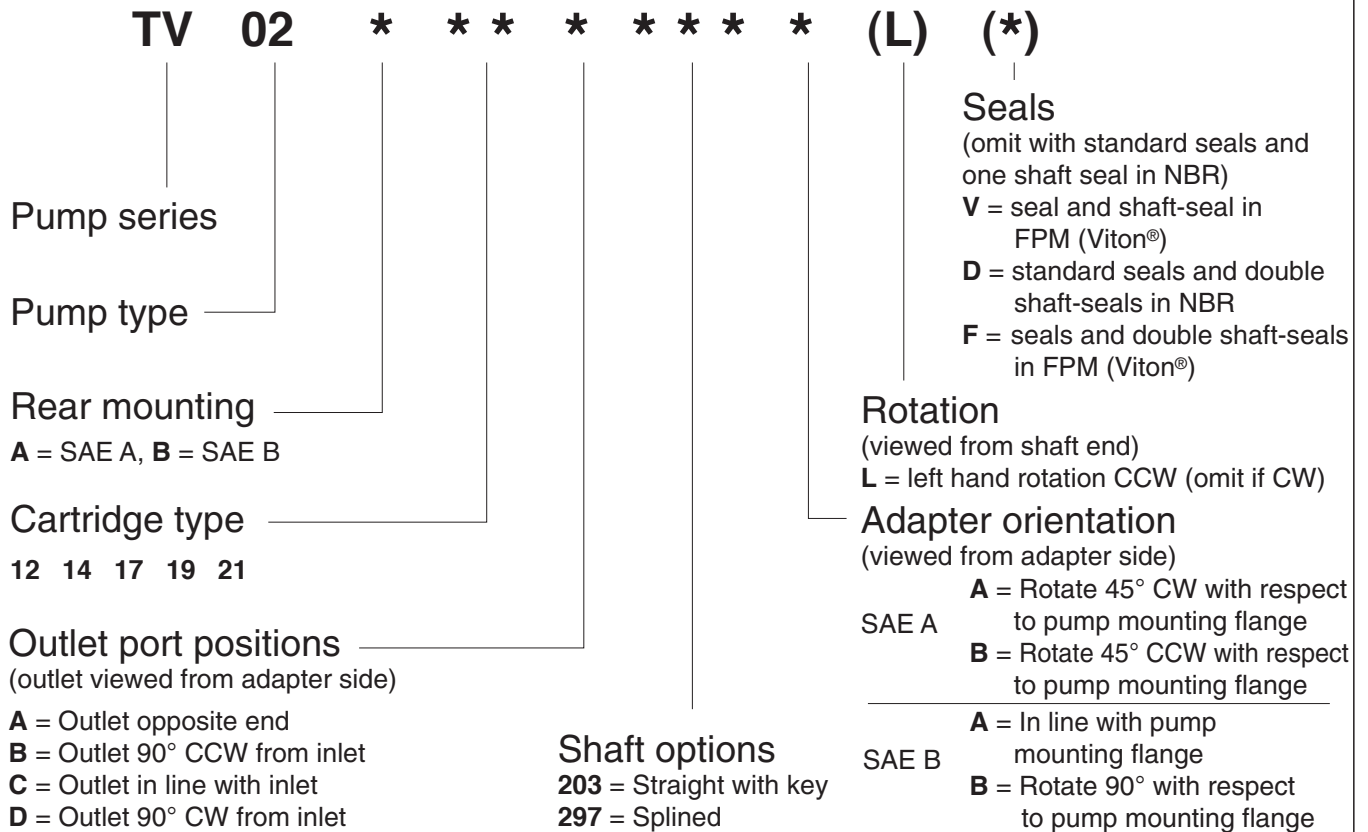 TV 02 * * * * * * * * (L) (*)
Pump series
Pump type
Rear mounting
A = SAE A, B = SAE B
Cartridge type
12 14 17 19 21
Outlet port positions
(outlet viewed from adapter side)
A = Outlet opposite end
B = Outlet 90° CCW from inlet
C = Outlet in line with inlet
D = Outlet 90° CW from inlet
Shaft options
203 = Straight with key
297 = Splined
Seals
(omit with standard seals and
one shaft seal in NBR)
V = seal and shaft-seal in
FPM (Viton®)
D = standard seals and double
shaft-seals in NBR
F = seals and double shaft-seals
in FPM (Viton®)
Rotation
(viewed from shaft end)
L = left hand rotation CCW (omit if CW)
Adapter orientation
(viewed from adapter side)
SAE A
A = Rotate 45° CW with respect
to pump mounting flange
B = Rotate 45° CCW with respect
to pump mounting flange
SAE B
A = In line with pump
mounting flange
B = Rotate 90° with respect
to pump mounting flange